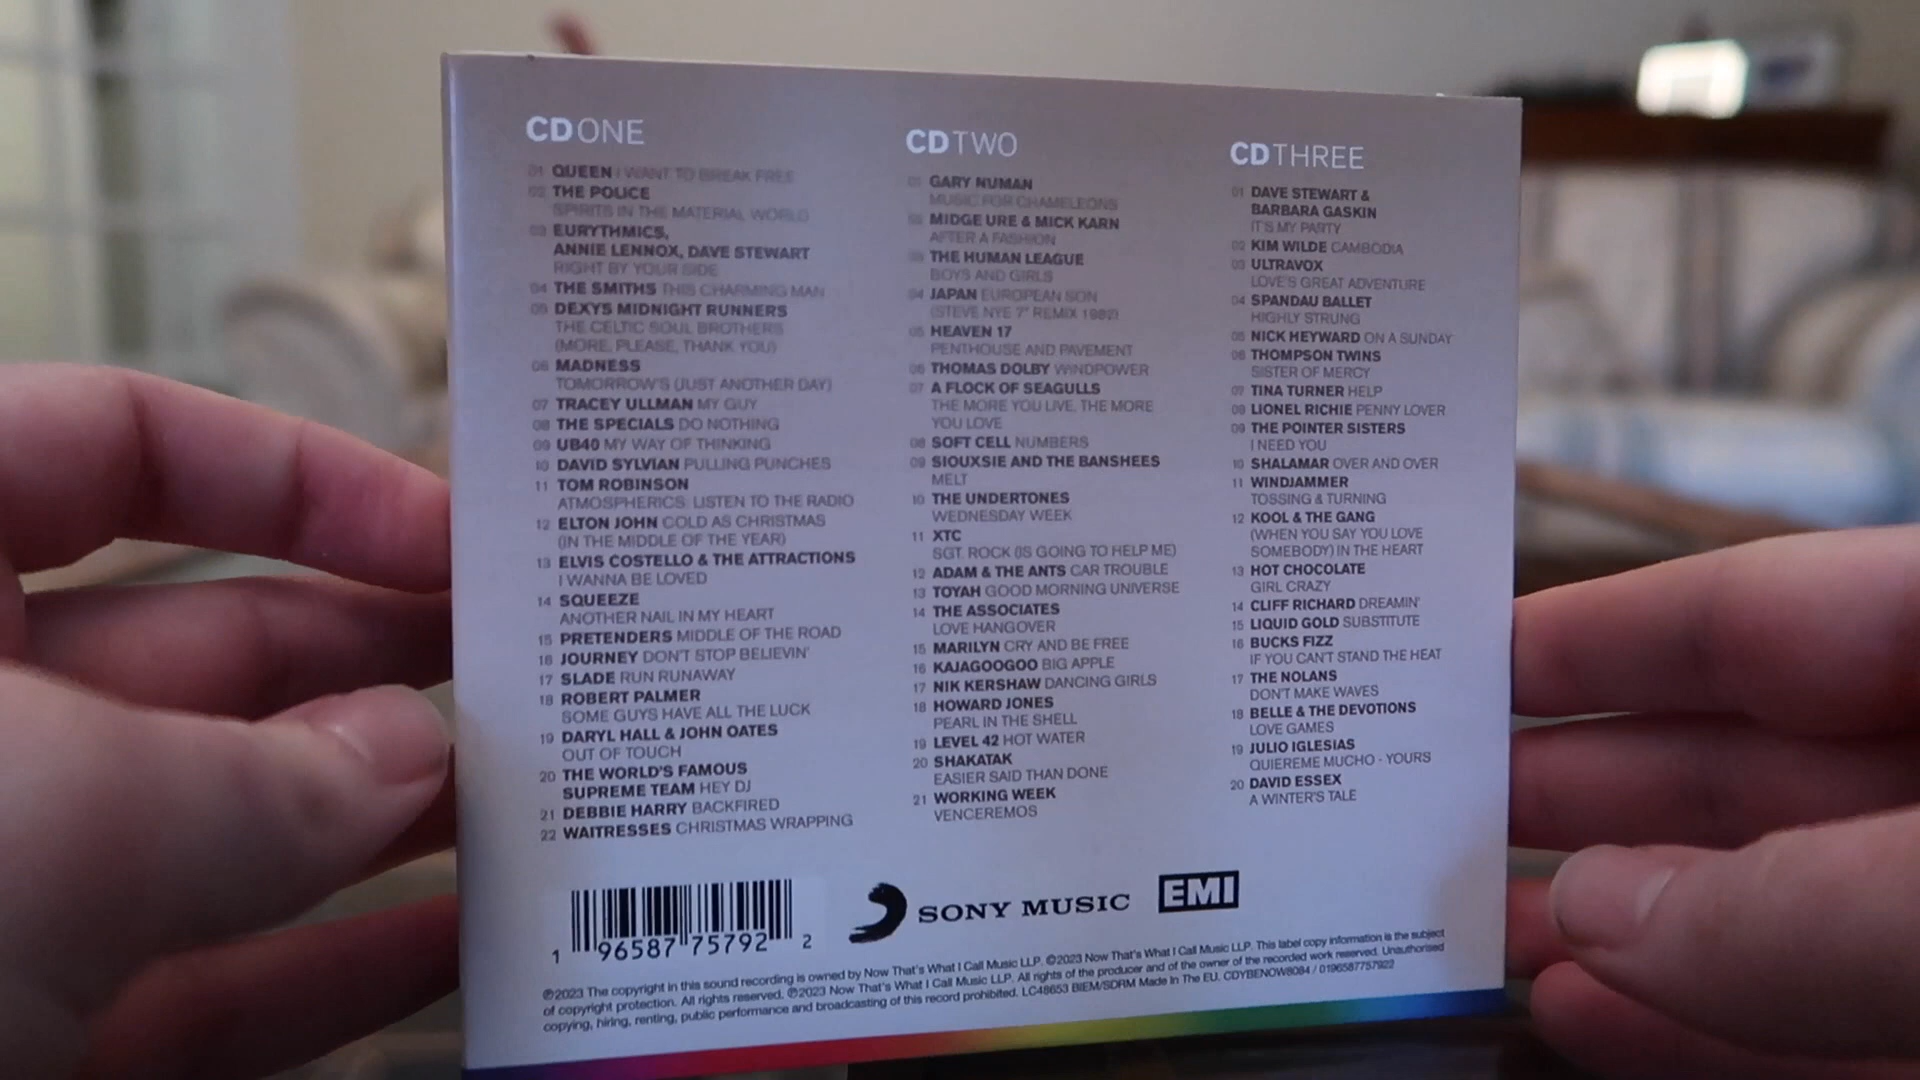 CD ONE
01 QUEEN I WANT TO BREAK FREE
02 THE POLICE
SPIRITS IN THE MATERIAL WORLD
03 EURYTHMICS,
ANNIE LENNOX, DAVE STEWART
RIGHT BY YOUR SIDE
04 THE SMITHS THIS CHARMING MAN
05 DEXYS MIDNIGHT RUNNERS
THE CELTIC SOUL BROTHERS
(MORE, PLEASE, THANK YOU)
06 MADNESS
TOMORROW'S (JUST ANOTHER DAY)
07 TRACEY ULLMAN MY GUY
08 THE SPECIALS DO NOTHING
09 UB40 MY WAY OF THINKING
10 DAVID SYLVIAN PULLING PUNCHES
11 TOM ROBINSON
ATMOSPHERICS: LISTEN TO THE RADIO
12 ELTON JOHN COLD AS CHRISTMAS
(IN THE MIDDLE OF THE YEAR)
13 ELVIS COSTELLO & THE ATTRACTIONS
I WANNA BE LOVED
14 SQUEEZE
ANOTHER NAIL IN MY HEART
15 PRETENDERS MIDDLE OF THE ROAD
16 JOURNEY DON'T STOP BELIEVIN'
17 SLADE RUN RUNAWAY
18 ROBERT PALMER
SOME GUYS HAVE ALL THE LUCK
19 DARYL HALL & JOHN OATES
OUT OF TOUCH
20 THE WORLD'S FAMOUS
SUPREME TEAM HEY DJ
21 DEBBIE HARRY BACKFIRED
22 WAITRESSES CHRISTMAS WRAPPING
CD TWO
01 GARY NUMAN
MUSIC FOR CHAMELEONS
02 MIDGE URE & MICK KARN
AFTER A FASHION
03 THE HUMAN LEAGUE
BOYS AND GIRLS
04 JAPAN EUROPEAN SON
(STEVE NYE 7" REMIX 1982)
05 HEAVEN 17
PENTHOUSE AND PAVEMENT
06 THOMAS DOLBY WINDPOWER
07 A FLOCK OF SEAGULLS
THE MORE YOU LIVE, THE MORE
YOU LOVE
08 SOFT CELL NUMBERS
09 SIOUXSIE AND THE BANSHEES
MELT
10 THE UNDERTONES
WEDNESDAY WEEK
11 XTC
SGT. ROCK (IS GOING TO HELP ME)
12 ADAM & THE ANTS CAR TROUBLE
13 TOYAH GOOD MORNING UNIVERSE
14 THE ASSOCIATES
LOVE HANGOVER
15 MARILYN CRY AND BE FREE
16 KAJAGOOGOO BIG APPLE
17 NIK KERSHAW DANCING GIRLS
18 HOWARD JONES
PEARL IN THE SHELL
19 LEVEL 42 HOT WATER
20 SHAKATAK
EASIER SAID THAN DONE
21 WORKING WEEK
VENCEREMOS
CD THREE
01 DAVE STEWART &
BARBARA GASKIN
IT'S MY PARTY
02 KIM WILDE CAMBODIA
03 ULTRAVOX
LOVE'S GREAT ADVENTURE
04 SPANDAU BALLET
HIGHLY STRUNG
05 NICK HEYWARD ON A SUNDAY
06 THOMPSON TWINS
SISTER OF MERCY
07 TINA TURNER HELP
08 LIONEL RICHIE PENNY LOVER
09 THE POINTER SISTERS
I NEED YOU
10 SHALAMAR OVER AND OVER
11 WINDJAMMER
TOSSING & TURNING
12 KOOL & THE GANG
(WHEN YOU SAY YOU LOVE
SOMEBODY) IN THE HEART
13 HOT CHOCOLATE
GIRL CRAZY
14 CLIFF RICHARD DREAMIN'
15 LIQUID GOLD SUBSTITUTE
16 BUCKS FIZZ
IF YOU CAN'T STAND THE HEAT
17 THE NOLANS
DON'T MAKE WAVES
18 BELLE & THE DEVOTIONS
LOVE GAMES
19 JULIO IGLESIAS
QUIEREME MUCHO - YOURS
20 DAVID ESSEX
A WINTER'S TALE
1 96587 75792 2
SONY MUSIC
EMI
℗2023 The copyright in this sound recording is owned by Now That's What I Call Music LLP. ©2023 Now That's What I Call Music LLP. This label copy information is the subject
of copyright protection. All rights reserved. ℗2023 Now That's What I Call Music LLP. All rights of the producer and of the owner of the recorded work reserved. Unauthorised
copying, hiring, renting, public performance and broadcasting of this record prohibited. LC48653 BIEM/SDRM Made In The EU. CDYBENOW8084 / 0196587757922